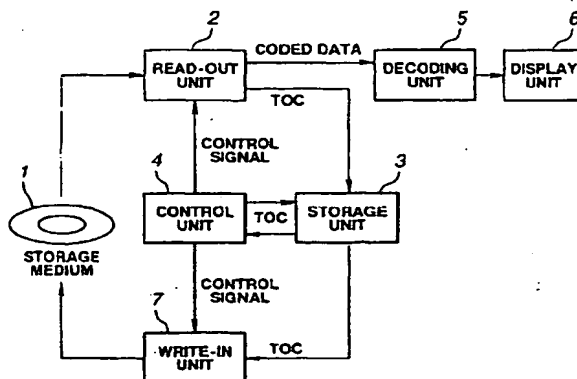 2
READ-OUT
UNIT
CODED DATA
5
DECODING
UNIT
6
DISPLAY
UNIT
TOC
CONTROL
SIGNAL
1
STORAGE
MEDIUM
4
CONTROL
UNIT
TOC
3
STORAGE
UNIT
CONTROL
SIGNAL
7
WRITE-IN
UNIT
TOC